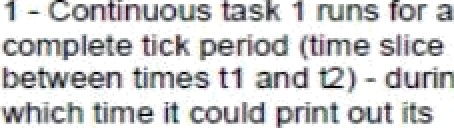 1 - Continuous task 1 runs for a
complete tick period (time slice
between times t1 and t2) - durin
which time it could print out its